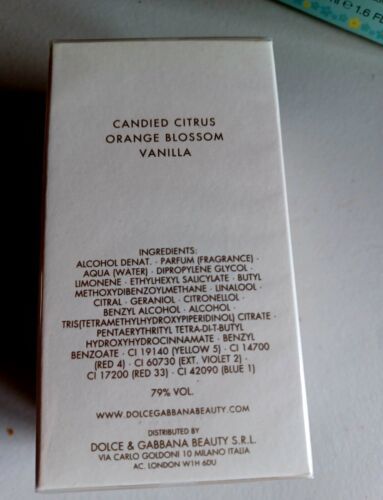 1.6 FL
CANDIED CITRUS
ORANGE BLOSSOM
VANILLA
INGREDIENTS:
ALCOHOL DENAT. · PARFUM (FRAGRANCE) ·
AQUA (WATER) · DIPROPYLENE GLYCOL ·
LIMONENE · ETHYLHEXYL SALICYLATE · BUTYL
METHOXYDIBENZOYLMETHANE · LINALOOL ·
CITRAL · GERANIOL · CITRONELLOL ·
BENZYL ALCOHOL · ALCOHOL ·
TRIS(TETRAMETHYLHYDROXYPIPERIDINOL) CITRATE ·
PENTAERYTHRITYL TETRA-DI-T-BUTYL
HYDROXYHYDROCINNAMATE · BENZYL
BENZOATE · CI 19140 (YELLOW 5) · CI 14700
(RED 4) · CI 60730 (EXT. VIOLET 2) ·
CI 17200 (RED 33) · CI 42090 (BLUE 1)
79% VOL.
WWW.DOLCEGABBANABEAUTY.COM
DISTRIBUTED BY
DOLCE & GABBANA BEAUTY S.R.L.
VIA CARLO GOLDONI 10 MILANO ITALIA
AC. LONDON W1H 6DU